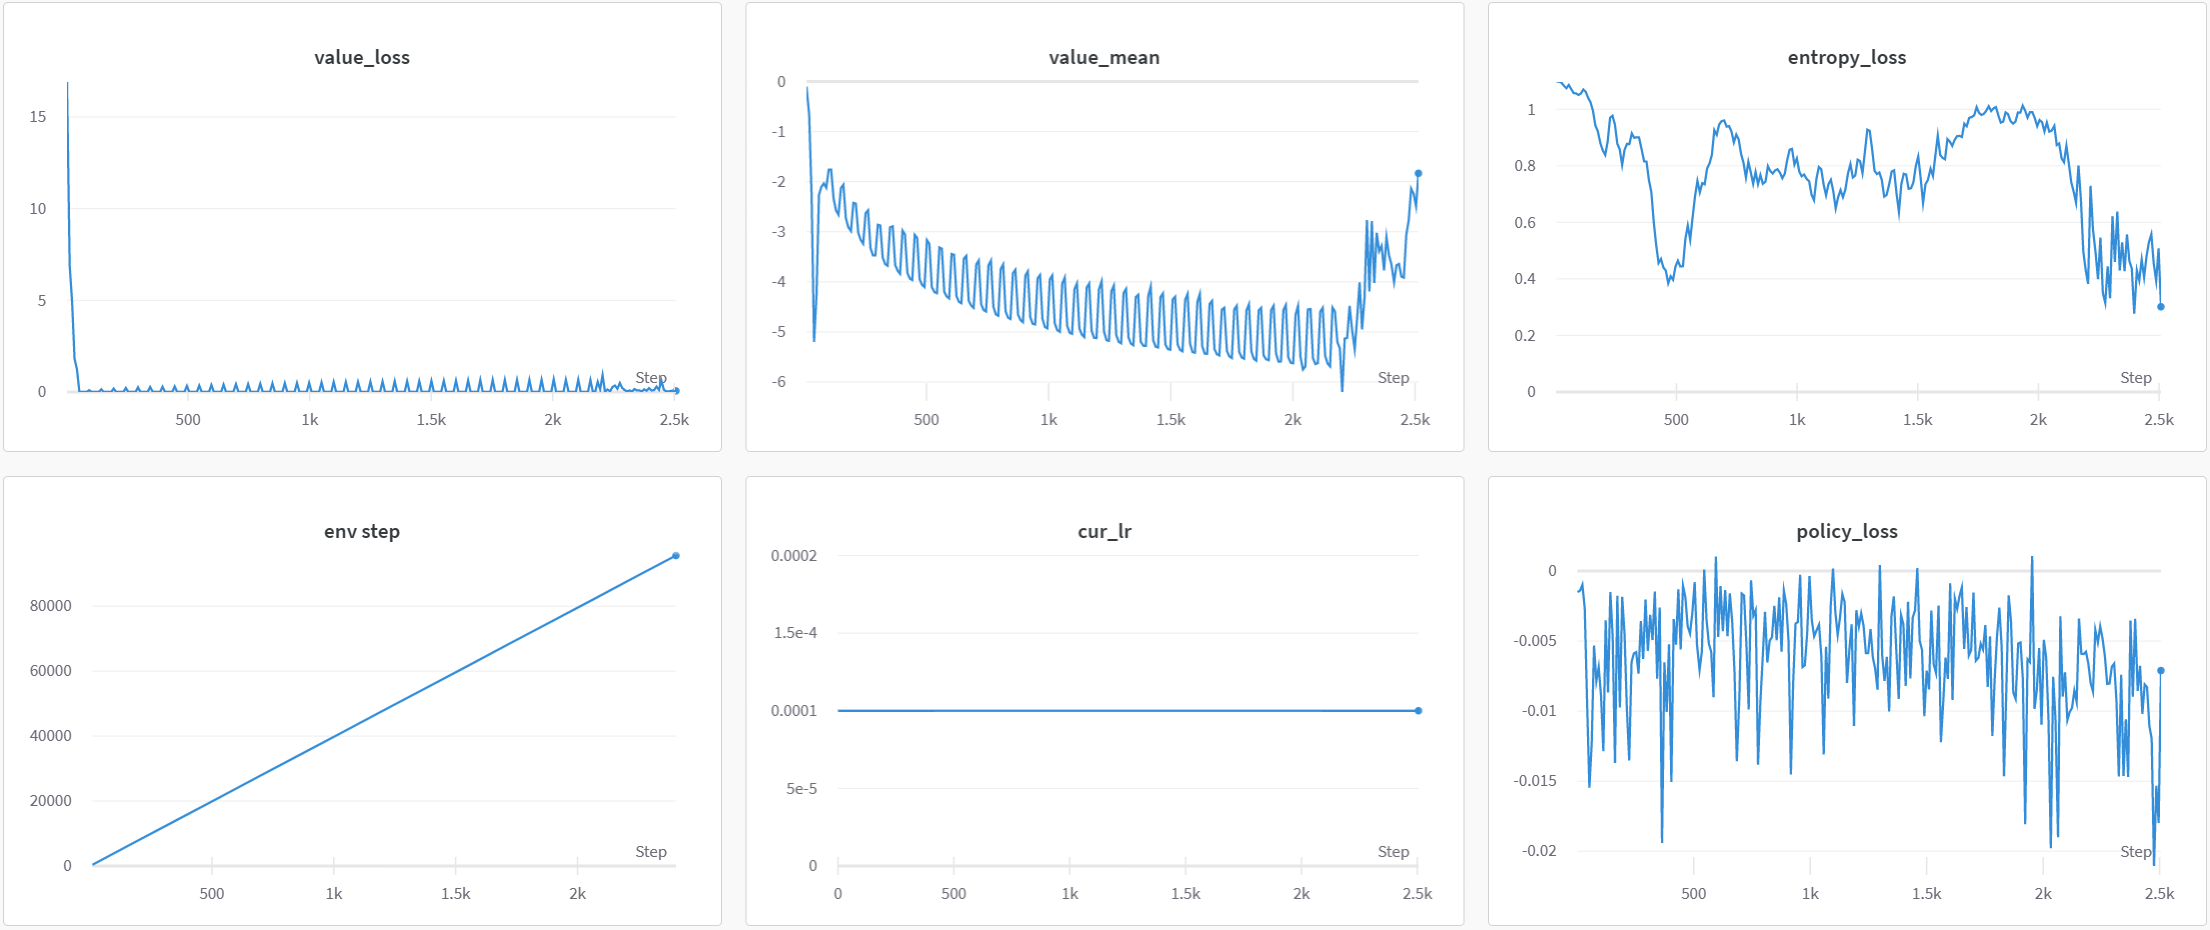 value_loss
15
10
5
0
500
1k
1.5k
2k
2.5k
Step
value_mean
0
-1
-2
-3
-4
-5
-6
500
1k
1.5k
2k
2.5k
Step
entropy_loss
1
0.8
0.6
0.4
0.2
0
500
1k
1.5k
2k
2.5k
Step
env step
80000
60000
40000
20000
0
500
1k
1.5k
2k
Step
cur_lr
0.0002
1.5e-4
0.0001
5e-5
0
0
500
1k
1.5k
2k
2.5k
Step
policy_loss
0
-0.005
-0.01
-0.015
-0.02
500
1k
1.5k
2k
2.5k
Step